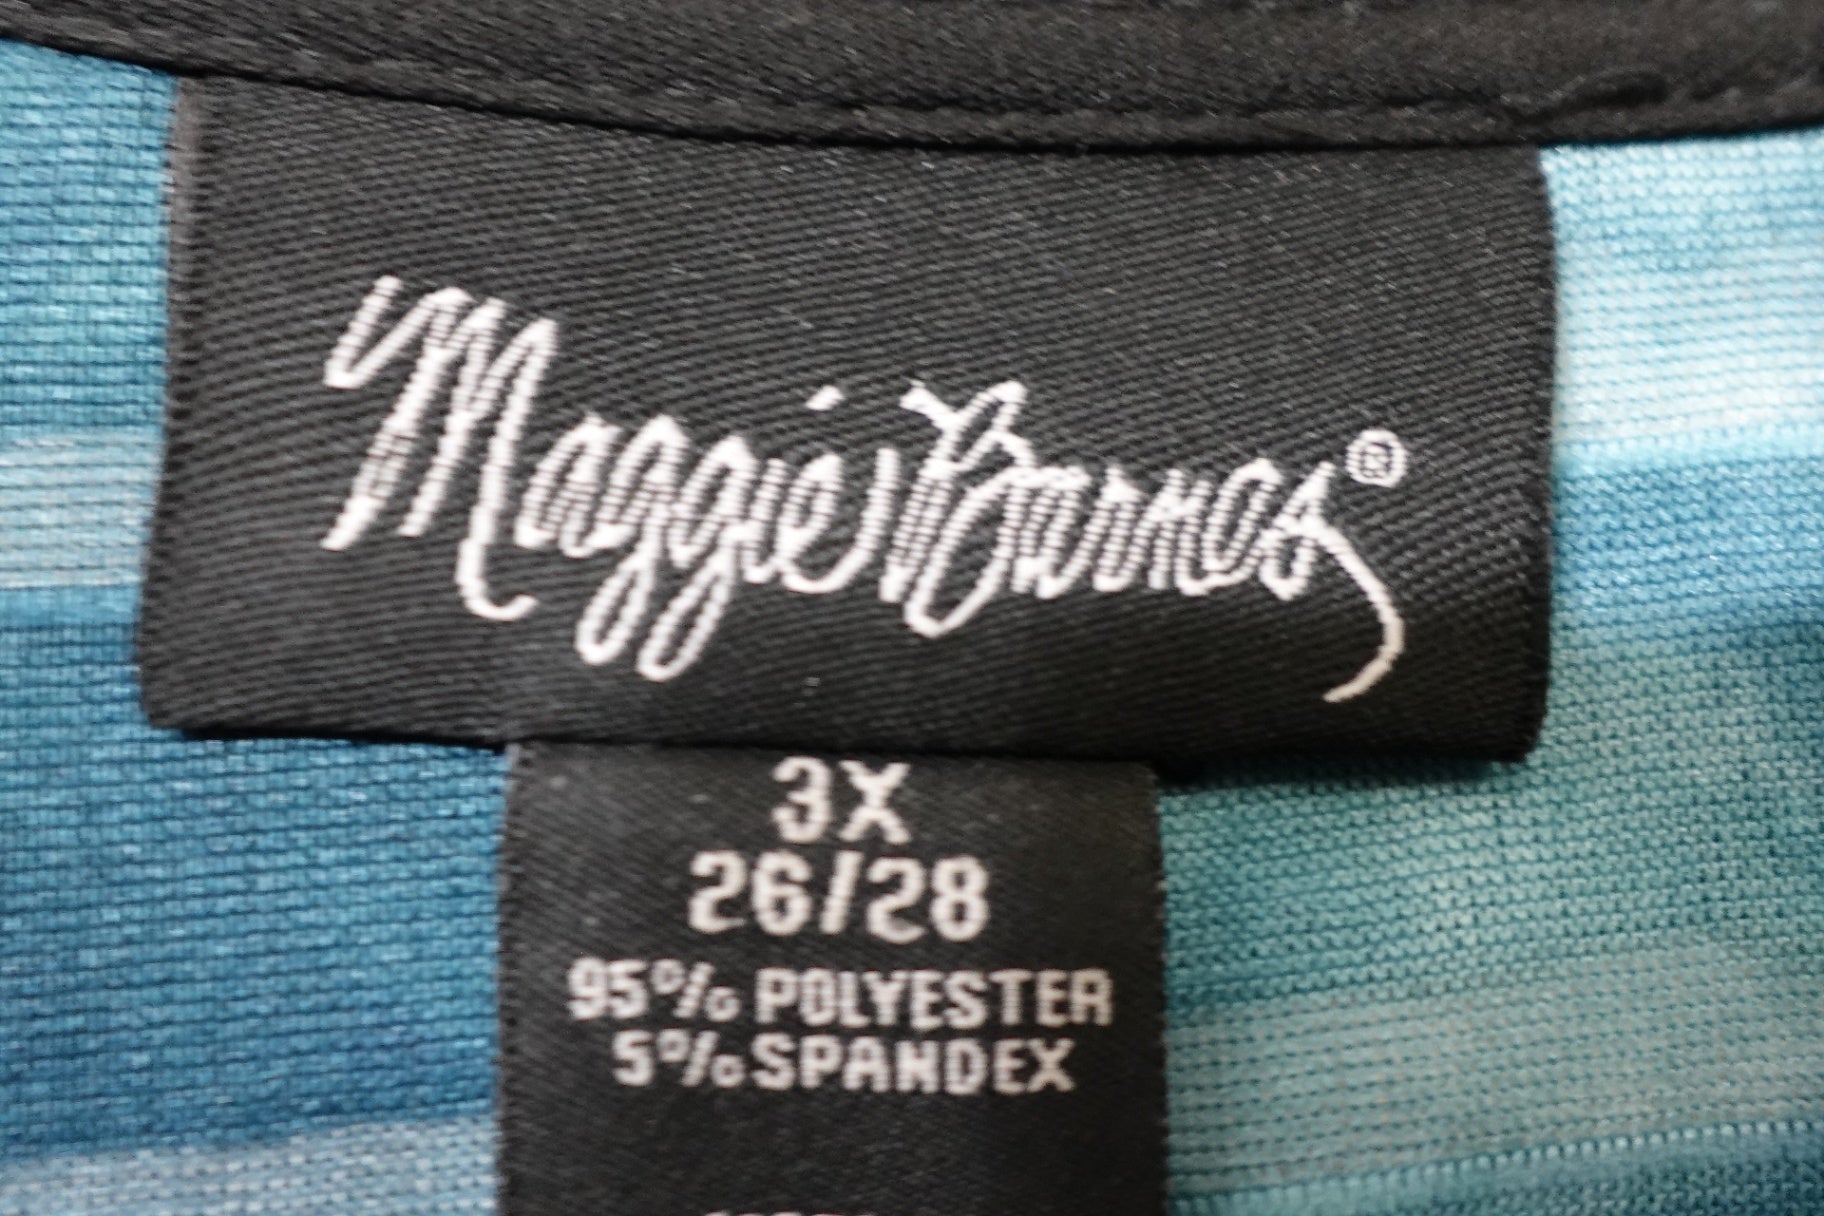 Maggie Barnes®
3X
26/28
95% POLYESTER
5% SPANDEX